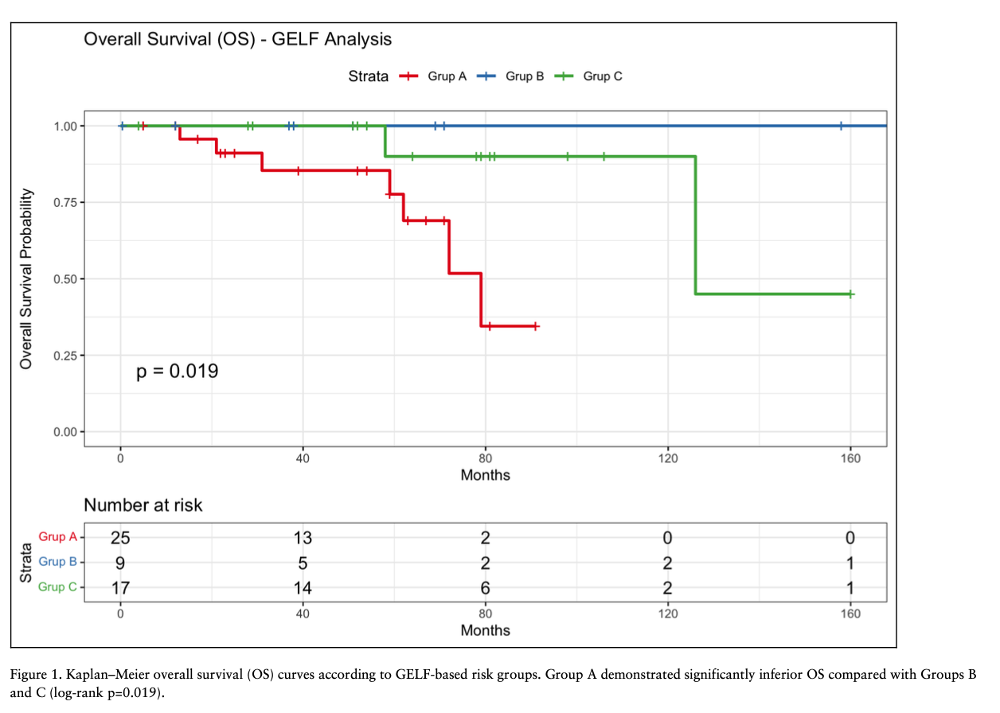 Overall Survival (OS) - GELF Analysis
Strata Grup A Grup B Grup C
Overall Survival Probability
1.00
0.75
0.50
0.25
0.00
p = 0.019
0 40 80 120 160
Months
Number at risk
Strata
Grup A 25 13 2 0 0
Grup B 9 5 2 2 1
Grup C 17 14 6 2 1
0 40 80 120 160
Months
Figure 1. Kaplan–Meier overall survival (OS) curves according to GELF-based risk groups. Group A demonstrated significantly inferior OS compared with Groups B
and C (log-rank p=0.019).